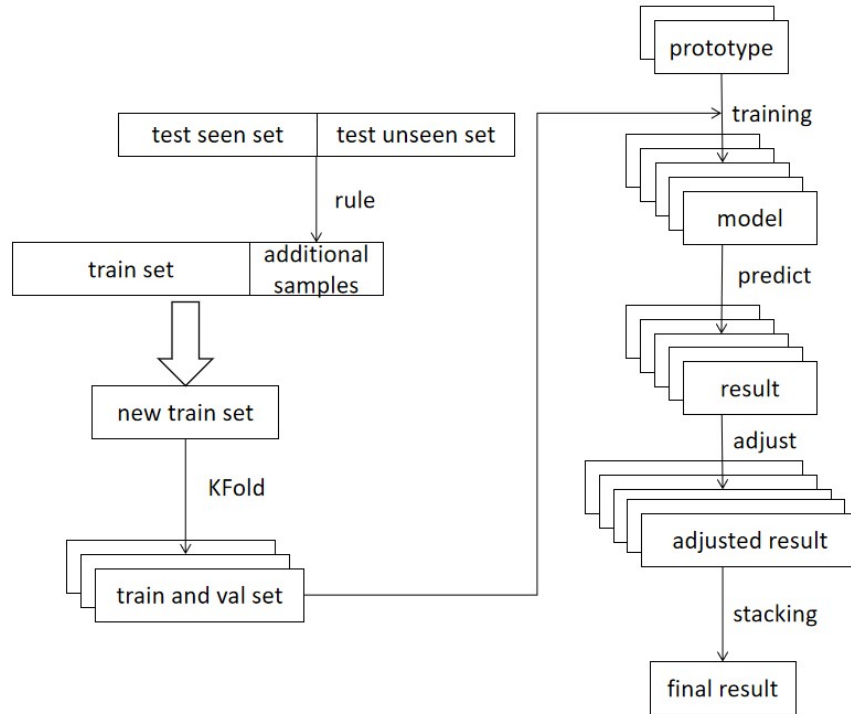 prototype
training
test seen set
test unseen set
rule
model
train set
additional
samples
predict
result
new train set
adjust
KFold
adjusted result
train and val set
stacking
final result